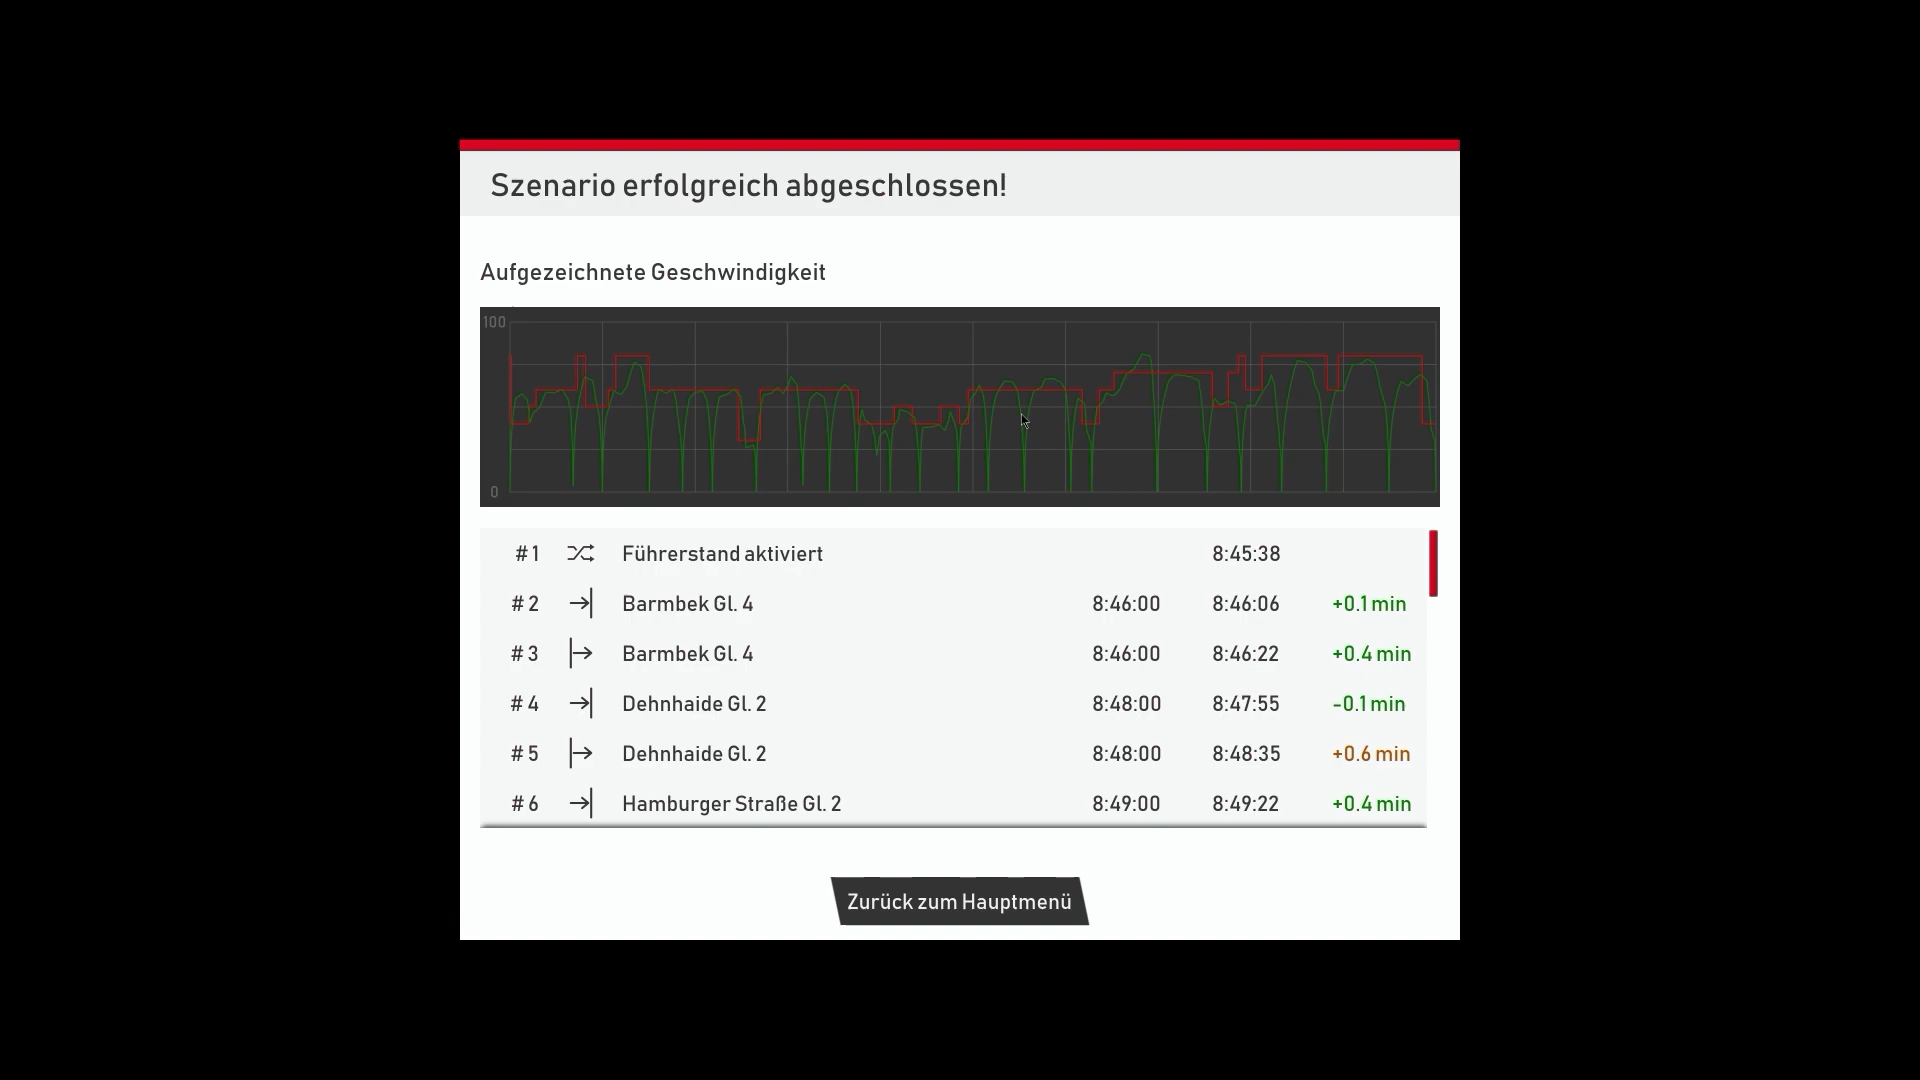 Szenario erfolgreich abgeschlossen!
Aufgezeichnete Geschwindigkeit
100
0
# 1 Führerstand aktiviert 8:45:38
# 2 Barmbek Gl. 4 8:46:00 8:46:06 +0.1 min
# 3 Barmbek Gl. 4 8:46:00 8:46:22 +0.4 min
# 4 Dehnhaide Gl. 2 8:48:00 8:47:55 -0.1 min
# 5 Dehnhaide Gl. 2 8:48:00 8:48:35 +0.6 min
# 6 Hamburger Straße Gl. 2 8:49:00 8:49:22 +0.4 min
Zurück zum Hauptmenü